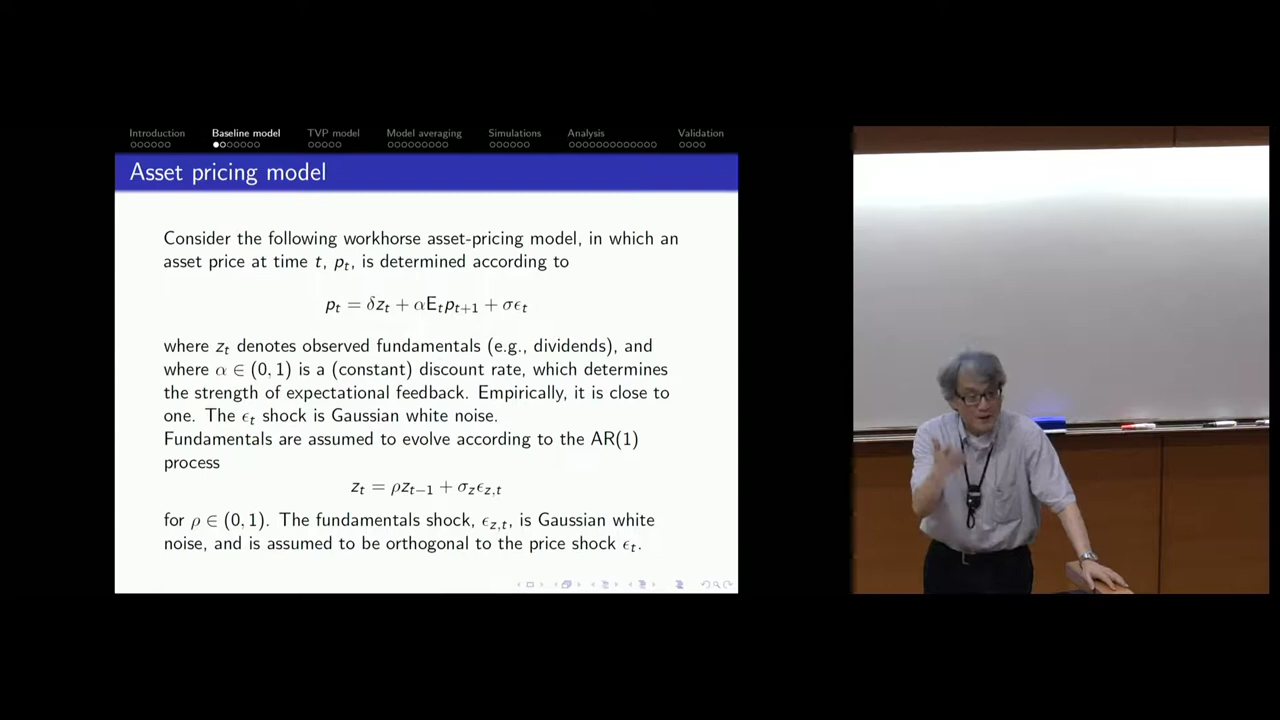 Introduction Baseline model TVP model Model averaging Simulations Analysis Validation
Asset pricing model
Consider the following workhorse asset-pricing model, in which an
asset price at time t, pₜ, is determined according to
pₜ = δzₜ + αEₜpₜ₊₁ + σϵₜ
where zₜ denotes observed fundamentals (e.g., dividends), and
where α ∈ (0, 1) is a (constant) discount rate, which determines
the strength of expectational feedback. Empirically, it is close to
one. The ϵₜ shock is Gaussian white noise.
Fundamentals are assumed to evolve according to the AR(1)
process
zₜ = ρzₜ₋₁ + σ_zϵ_{z,t}
for ρ ∈ (0, 1). The fundamentals shock, ϵ_{z,t}, is Gaussian white
noise, and is assumed to be orthogonal to the price shock ϵₜ.